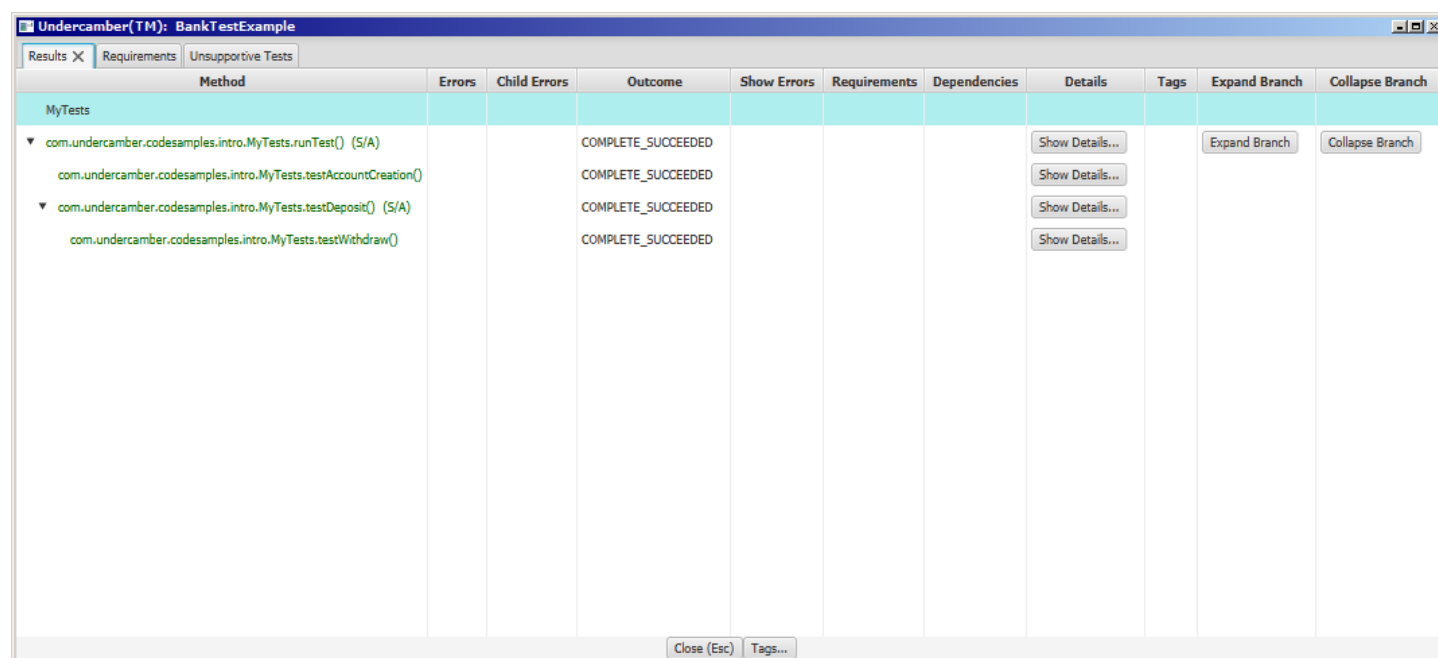 Undercamber(TM): BankTestExample
Results Requirements Unsupportive Tests
Method Errors Child Errors Outcome Show Errors Requirements Dependencies Details Tags Expand Branch Collapse Branch
MyTests
com.undercamber.codesamples.intro.MyTests.runTest() (S/A) COMPLETE_SUCCEEDED Show Details... Expand Branch Collapse Branch
com.undercamber.codesamples.intro.MyTests.testAccountCreation() COMPLETE_SUCCEEDED Show Details...
com.undercamber.codesamples.intro.MyTests.testDeposit() (S/A) COMPLETE_SUCCEEDED Show Details...
com.undercamber.codesamples.intro.MyTests.testWithdraw() COMPLETE_SUCCEEDED Show Details...
Close (Esc) Tags...